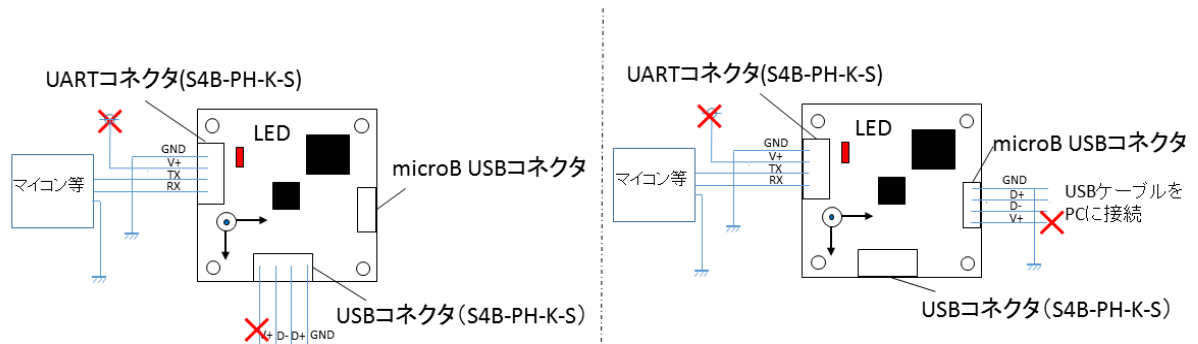 UARTコネクタ(S4B-PH-K-S)
LED
GND
V+
TX
RX
マイコン等
microB USBコネクタ
USBコネクタ(S4B-PH-K-S)
V+ D- D+ GND
UARTコネクタ(S4B-PH-K-S)
LED
GND
V+
TX
RX
マイコン等
microB USBコネクタ
GND
D+
D-
V+
USBケーブルを
PCに接続
USBコネクタ(S4B-PH-K-S)